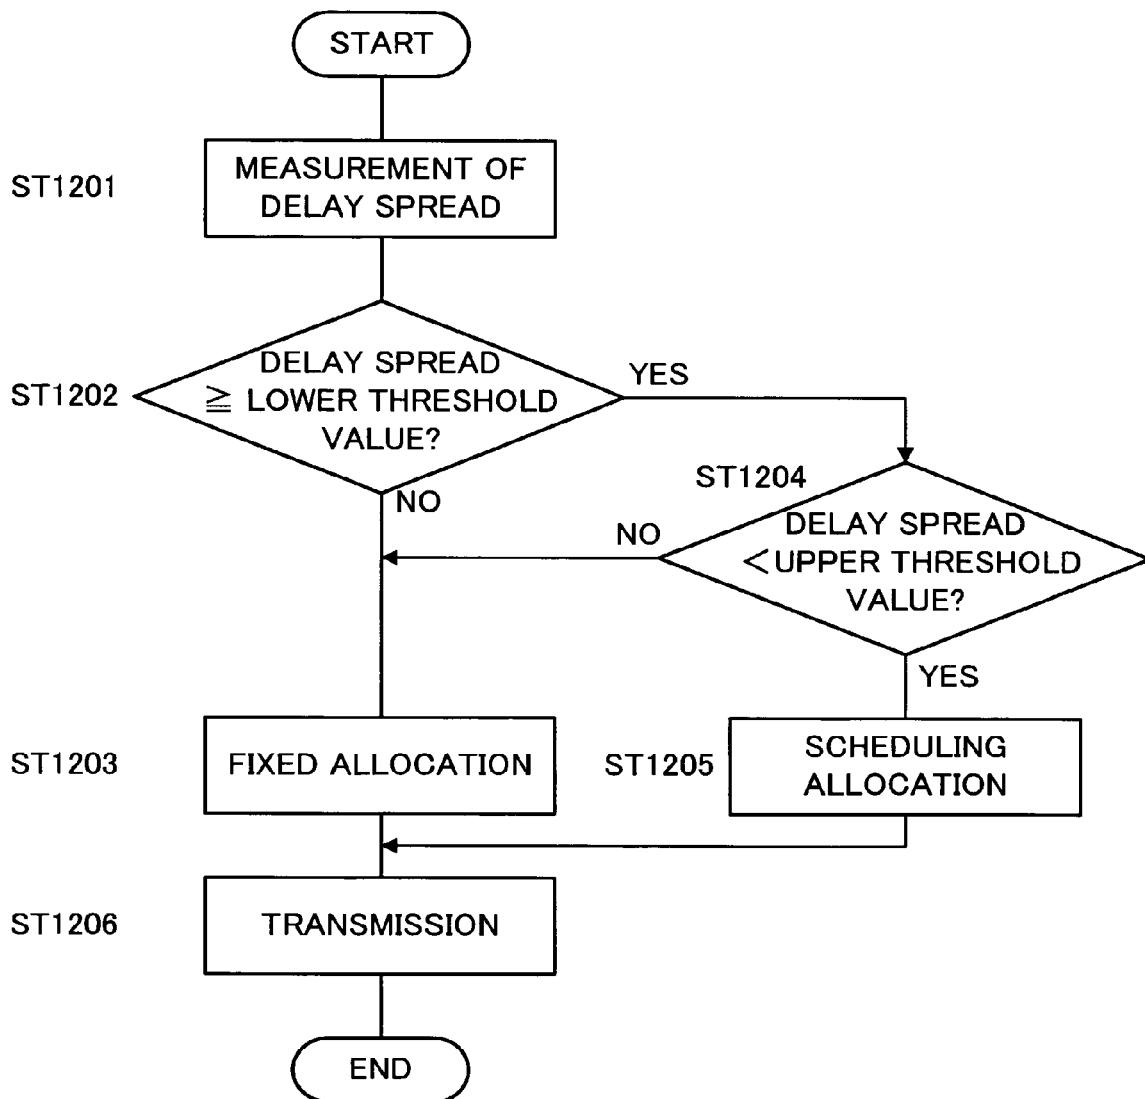 START
ST1201
MEASUREMENT OF
DELAY SPREAD
ST1202
DELAY SPREAD
≧ LOWER THRESHOLD
VALUE?
YES
NO
ST1204
DELAY SPREAD
<UPPER THRESHOLD
VALUE?
NO
YES
ST1203
FIXED ALLOCATION
ST1205
SCHEDULING
ALLOCATION
ST1206
TRANSMISSION
END